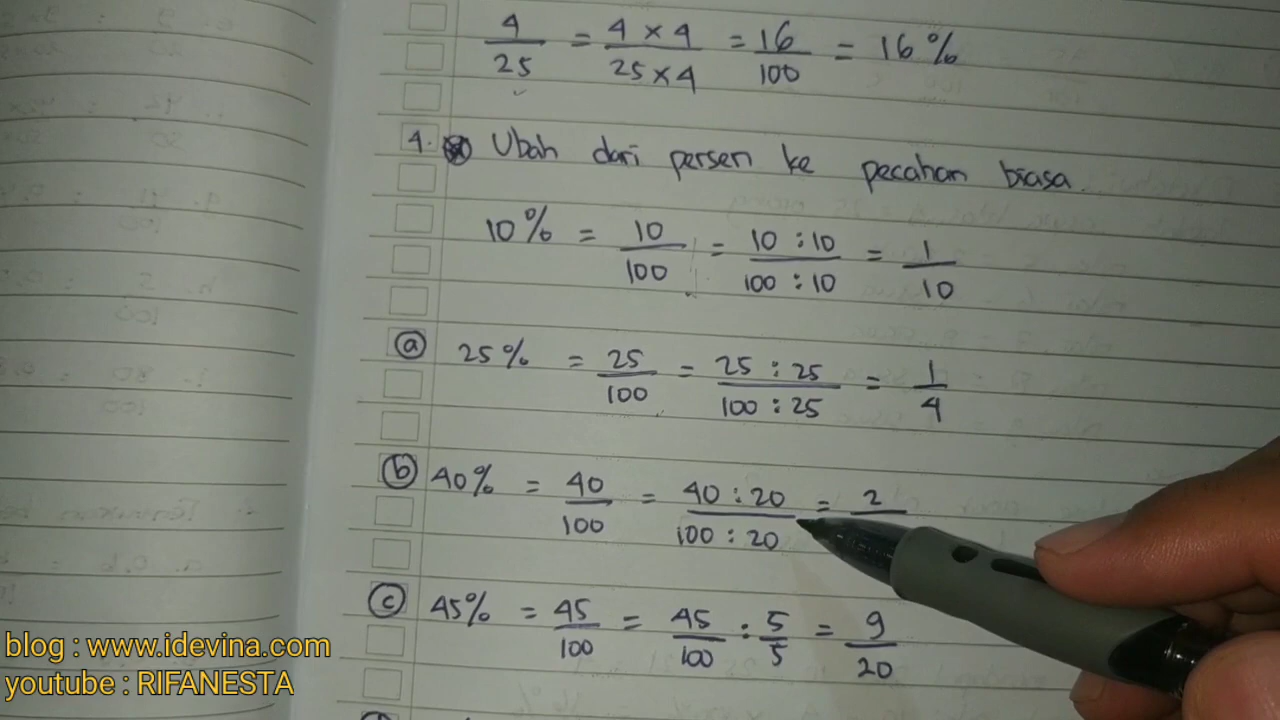 4/25 = 4 × 4/25 × 4 = 16/100 = 16%
4. Ubah dari persen ke pecahan biasa.
10% = 10/100 = 10 : 10/100 : 10 = 1/10
a 25% = 25/100 = 25 : 25/100 : 25 = 1/4
b 40% = 40/100 = 40 : 20/100 : 20 = 2
c 45% = 45/100 = 45/100 : 5/5 = 9/20
blog : www.idevina.com
youtube : RIFANESTA